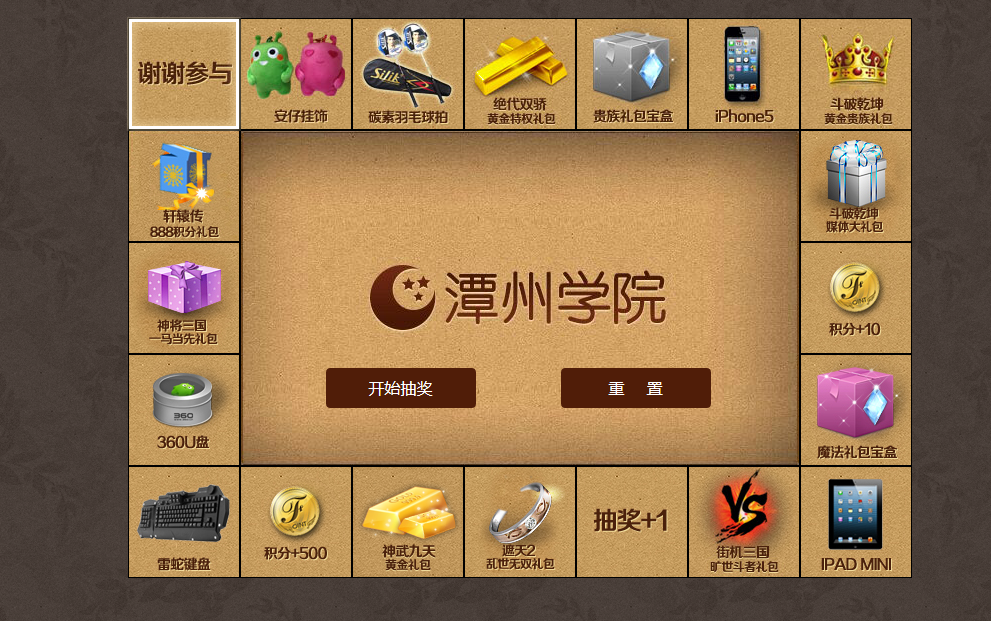 谢谢参与
安仔挂饰
碳素羽毛球拍
绝代双骄
黄金特权礼包
贵族礼包宝盒
iPhone5
斗破乾坤
黄金贵族礼包
轩辕传
888积分礼包
斗破乾坤
媒体大礼包
神将三国
一马当先礼包
潭州学院
积分+10
开始抽奖
重 置
360
360U盘
魔法礼包宝盒
雷蛇键盘
积分+500
神武九天
黄金礼包
遮天2
乱世无双礼包
抽奖+1
VS
街机三国
旷世斗者礼包
IPAD MINI